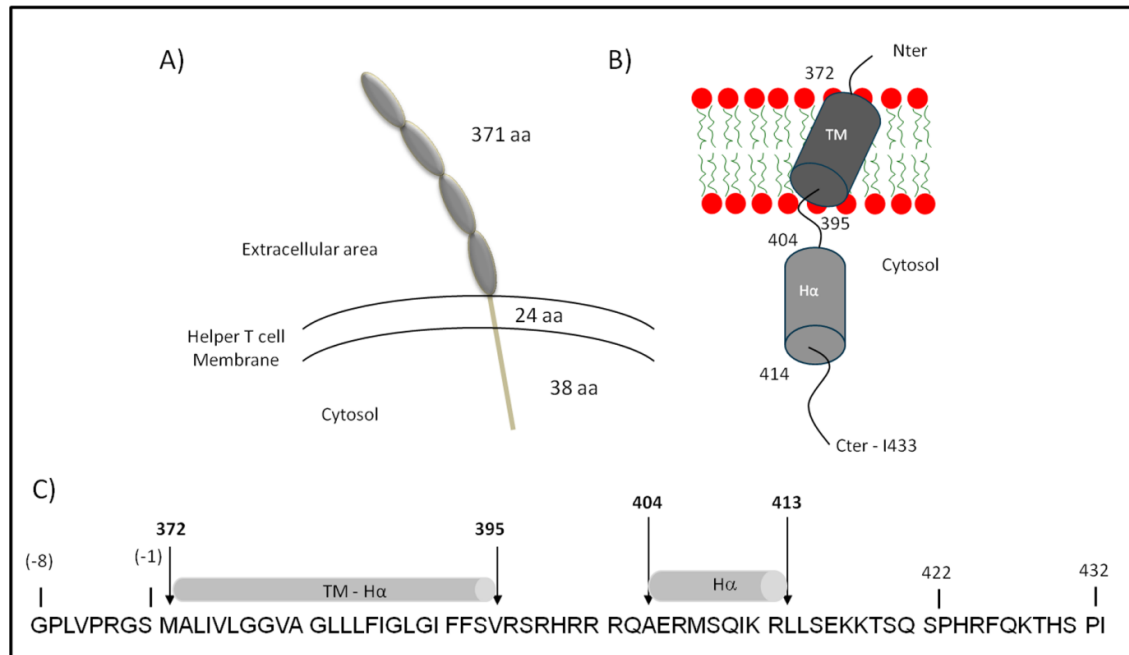 A)
371 aa
Extracellular area
24 aa
Helper T cell
Membrane
38 aa
Cytosol
B)
Nter
372
TM
395
404
Cytosol
Hα
414
Cter - I433
C)
372 395 404 413
(-8) (-1) 422 432
TM - Hα Hα
GPLVPRGS MALIVLGGVA GLLLFIGLGI FFSVRSRHRR RQAERMSQIKR LLSEKKTSQ SPHRFQKTHS PI